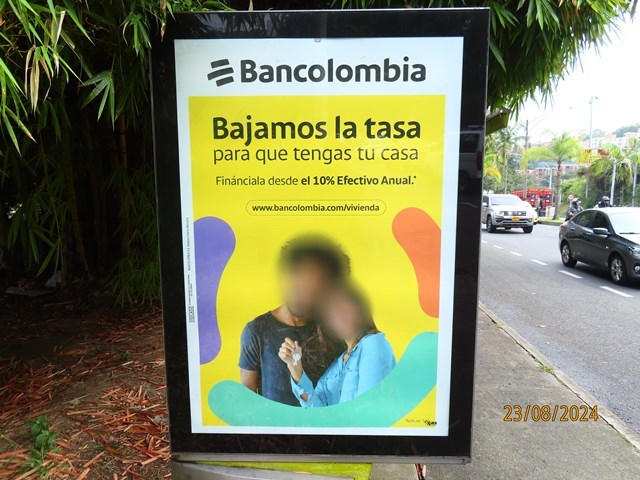 Bancolombia
Bajamos la tasa
para que tengas tu casa
Fináncialа desde el 10% Efectivo Anual.*
www.bancolombia.com/vivienda
23/08/2024